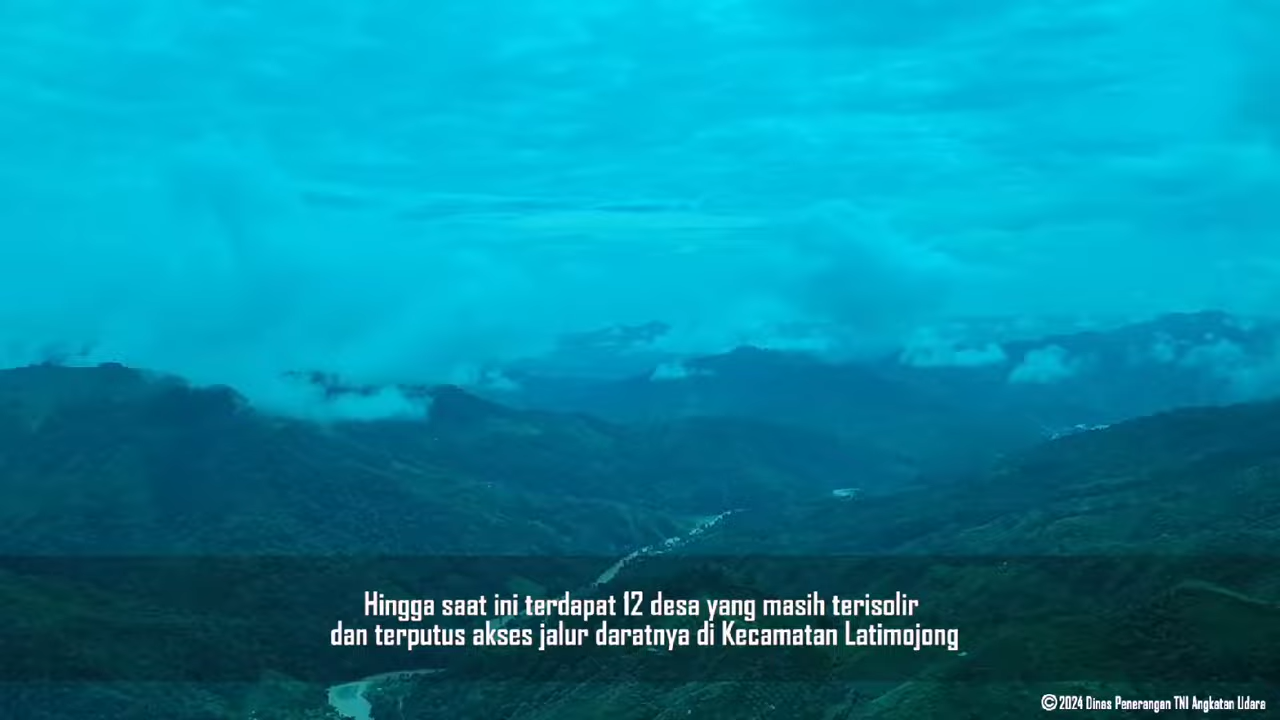 Hingga saat ini terdapat 12 desa yang masih terisolir
dan terputus akses jalur daratnya di Kecamatan Latimojong
© 2024 Dinas Penerangan TNI Angkatan Udara